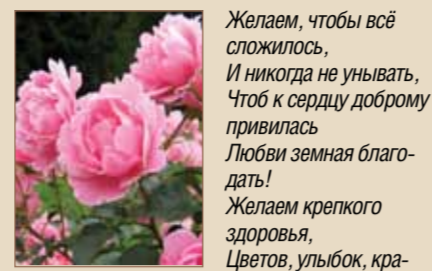 Желаем, чтобы всё
сложилось,
И никогда не унывать,
Чтоб к сердцу доброму
привилась
Любви земная благо-
дать!
Желаем крепкого
здоровья,
Цветов, улыбок, кра-